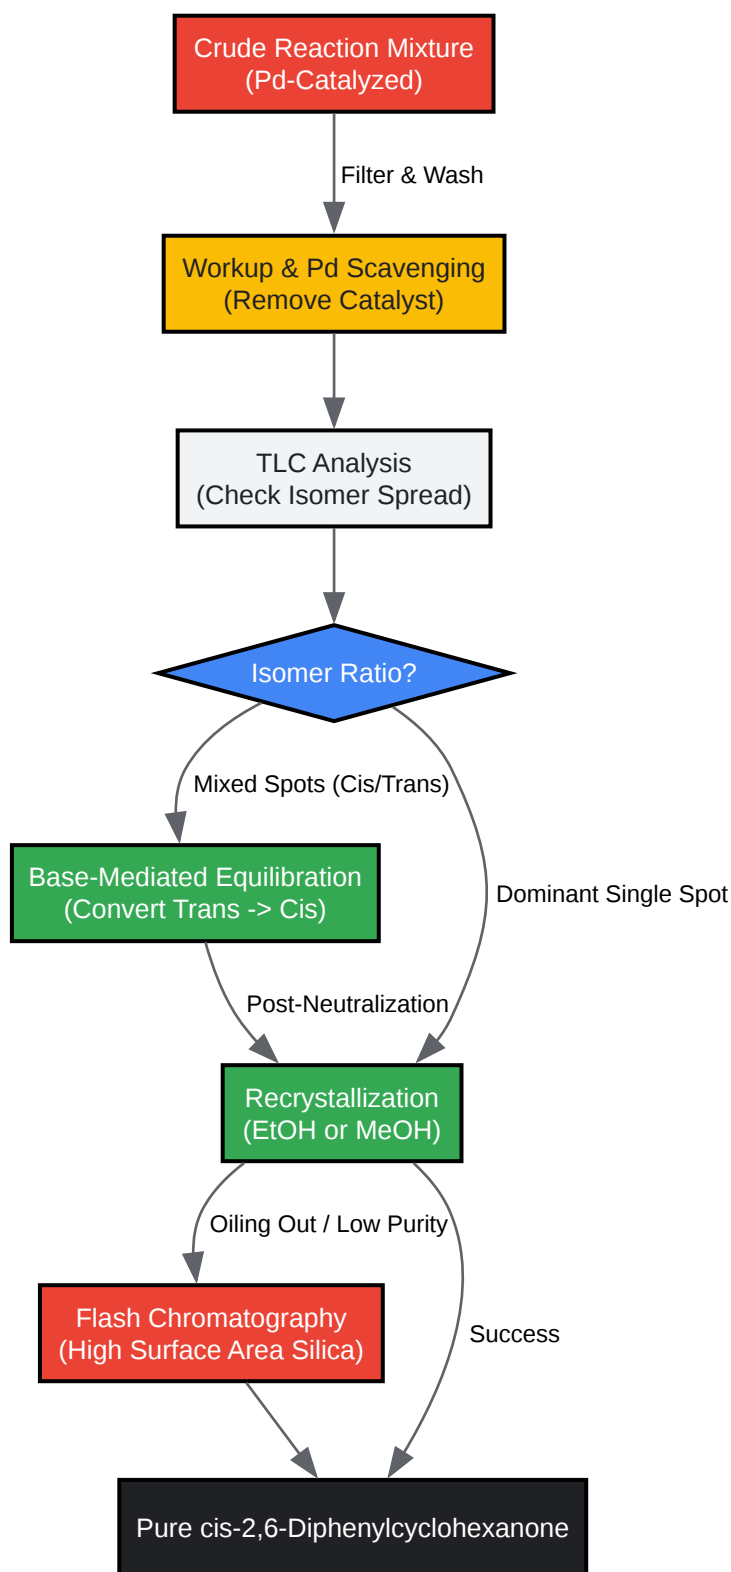 Crude Reaction Mixture
(Pd-Catalyzed)
Filter & Wash
Workup & Pd Scavenging
(Remove Catalyst)
TLC Analysis
(Check Isomer Spread)
Isomer Ratio?
Mixed Spots (Cis/Trans)
Base-Mediated Equilibration
(Convert Trans -> Cis)
Dominant Single Spot
Post-Neutralization
Recrystallization
(EtOH or MeOH)
Oiling Out / Low Purity
Flash Chromatography
(High Surface Area Silica)
Success
Pure cis-2,6-Diphenylcyclohexanone